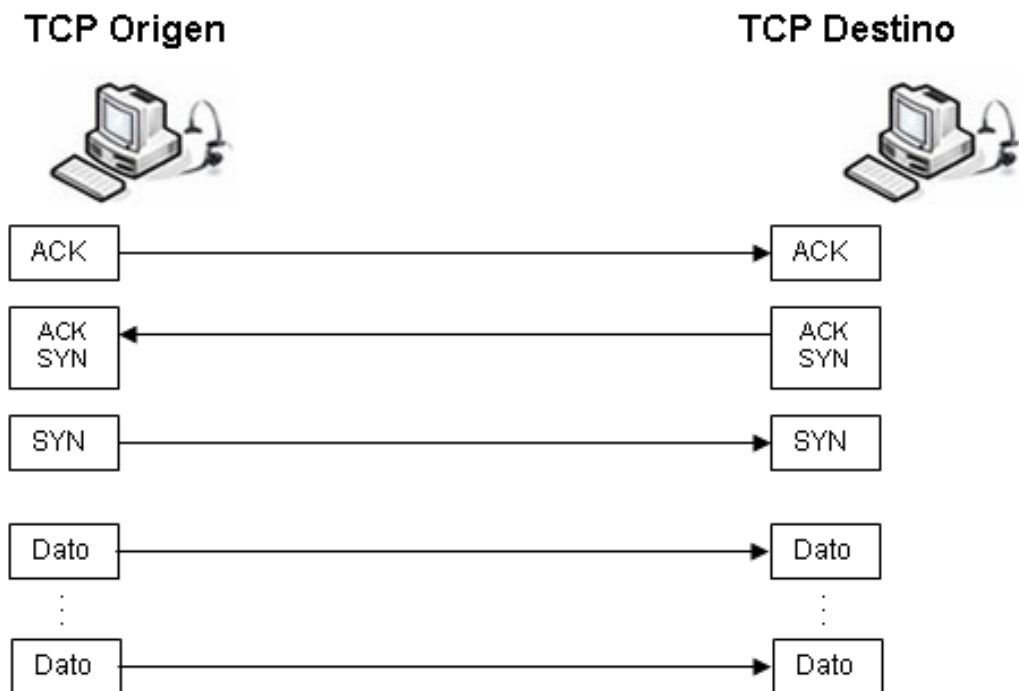 TCP Origen TCP Destino
ACK ACK
ACK ACK
SYN SYN
SYN SYN
Dato Dato
Dato Dato